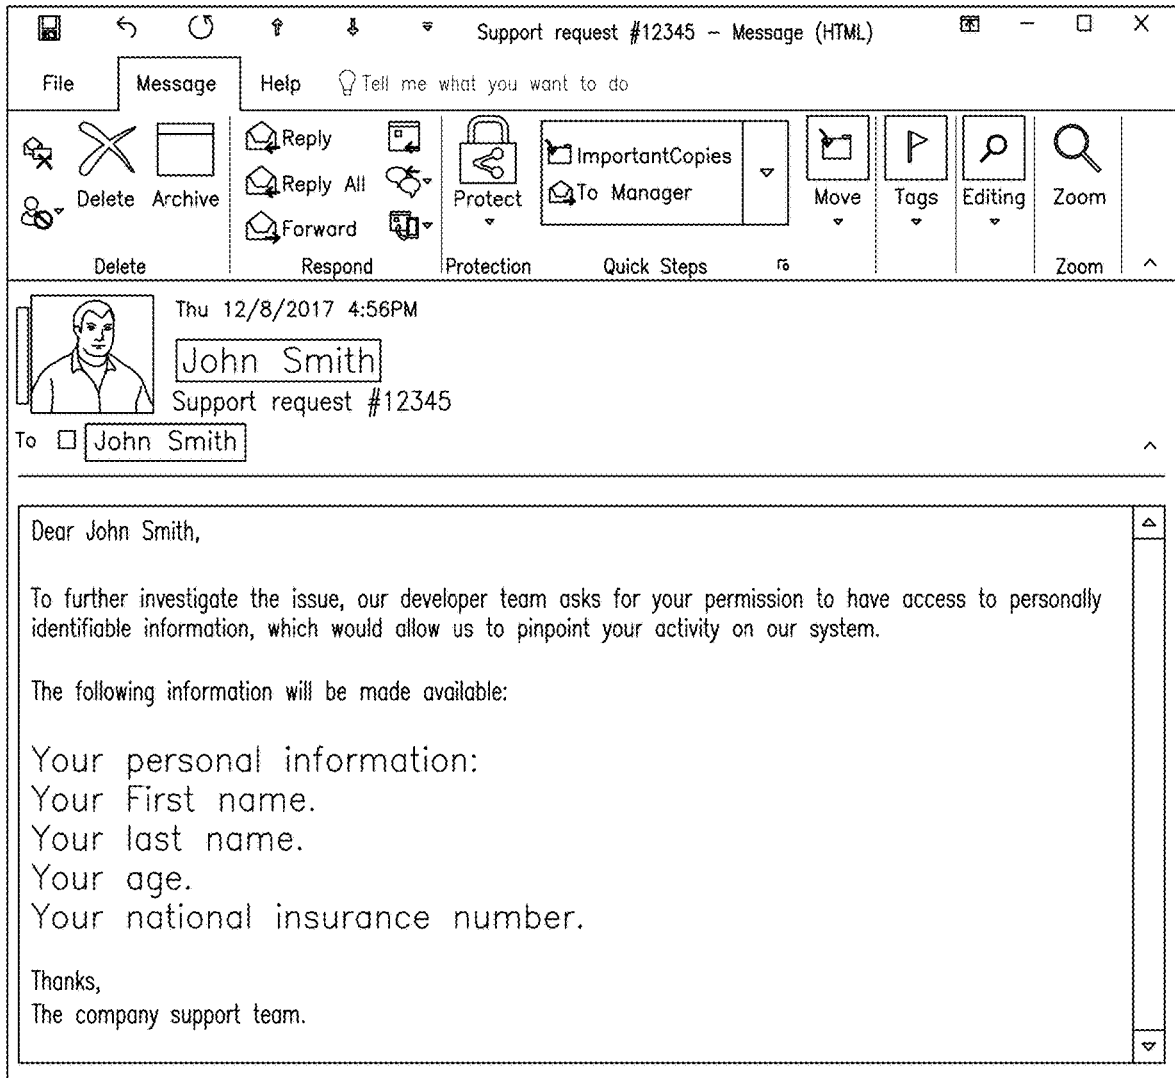 Support request #12345 – Message (HTML)
File Message Help Tell me what you want to do
Reply
ImportantCopies
Delete Archive Reply All Protect To Manager Move Tags Editing Zoom
Forward
Delete Respond Protection Quick Steps Zoom
Thu 12/8/2017 4:56PM
John Smith
Support request #12345
To John Smith
Dear John Smith,
To further investigate the issue, our developer team asks for your permission to have access to personally
identifiable information, which would allow us to pinpoint your activity on our system.
The following information will be made available:
Your personal information:
Your First name.
Your last name.
Your age.
Your national insurance number.
Thanks,
The company support team.